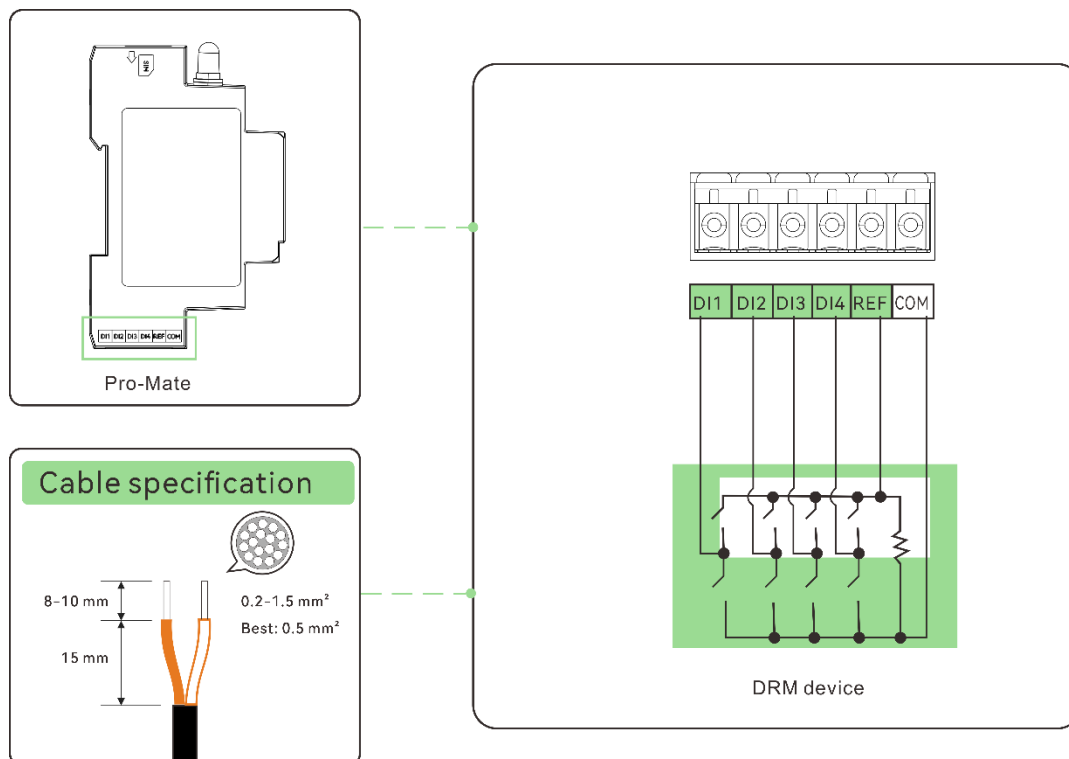 SIM
DI1 DI2 DI3 DI4 REF COM
Pro-Mate
Cable specification
8-10 mm
0.2-1.5 mm²
Best: 0.5 mm²
15 mm
DI1 DI2 DI3 DI4 REF COM
DRM device